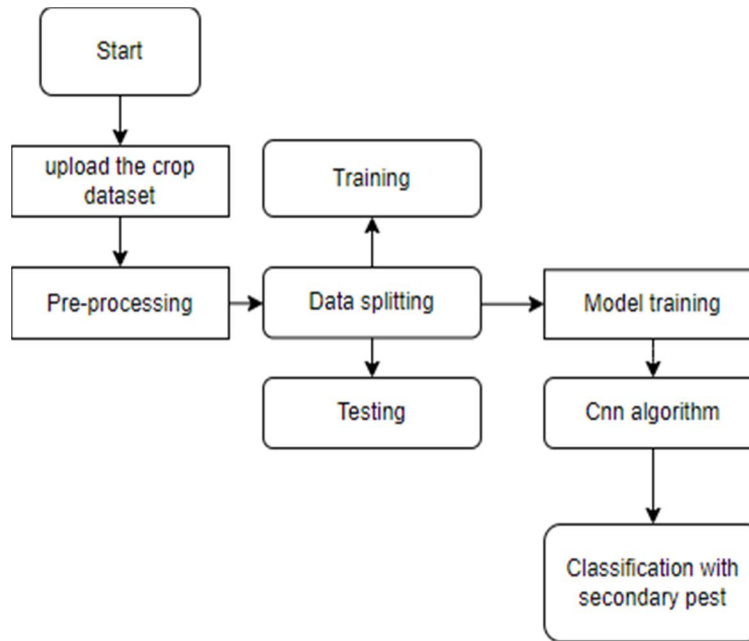 Start
upload the crop
dataset
Training
Pre-processing
Data splitting
Model training
Testing
Cnn algorithm
Classification with
secondary pest